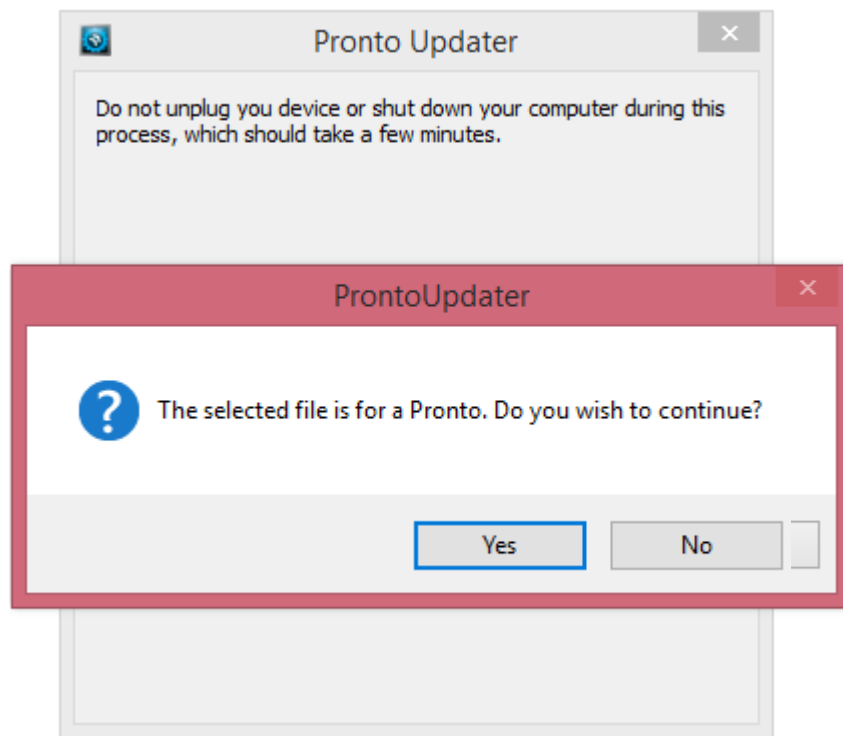 Pronto Updater
Do not unplug you device or shut down your computer during this
process, which should take a few minutes.
ProntoUpdater
The selected file is for a Pronto. Do you wish to continue?
Yes
No